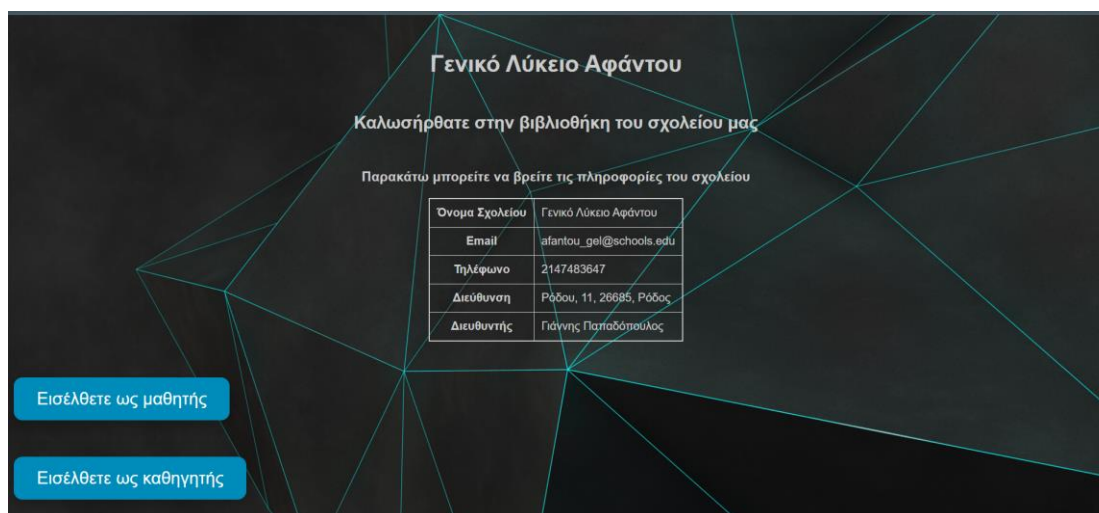 Γενικό Λύκειο Αφάντου
Καλωσήρθατε στην βιβλιοθήκη του σχολείου μας
Παρακάτω μπορείτε να βρείτε τις πληροφορίες του σχολείου
Όνομα Σχολείου Γενικό Λύκειο Αφάντου
Email afantou_gel@schools.edu
Τηλέφωνο 2147483647
Διεύθυνση Ρόδου, 11, 26685, Ρόδος
Διευθυντής Γιάννης Παπαδόπουλος
Εισέλθετε ως μαθητής
Εισέλθετε ως καθηγητής